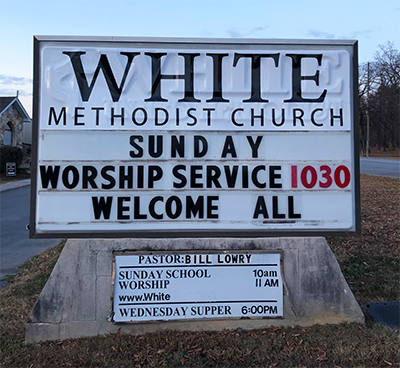 WHITE
METHODIST CHURCH
SUNDAY
WORSHIP SERVICE 1030
WELCOME ALL
PASTOR: BILL LOWRY
SUNDAY SCHOOL 10am
WORSHIP 11 AM
www.White
WEDNESDAY SUPPER 6:00PM